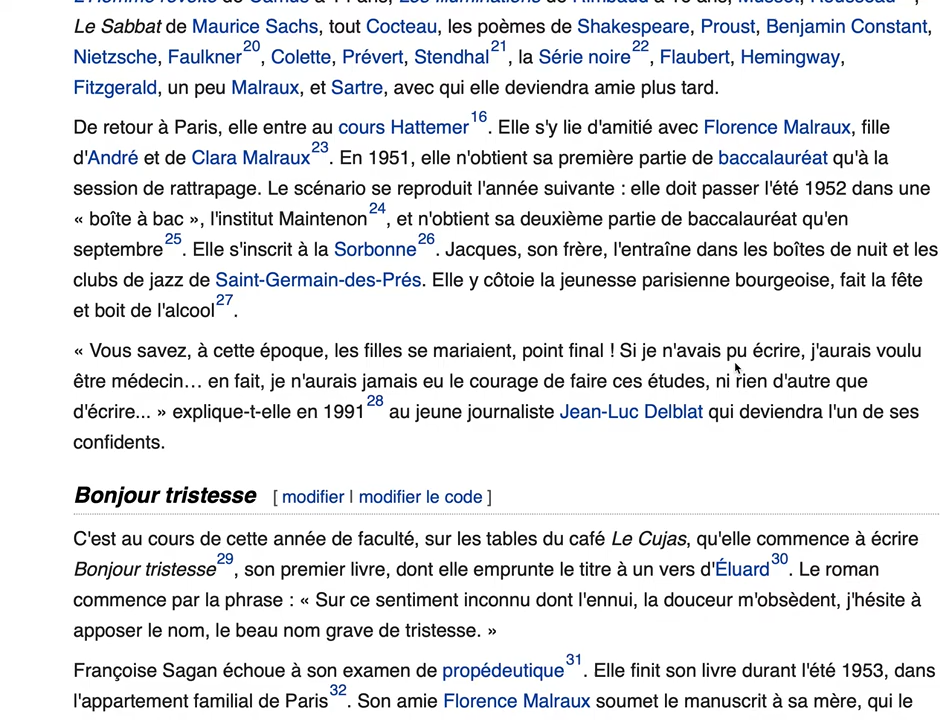 L'Homme révolté de Camus à 14 ans, Les Illuminations de Rimbaud à 16 ans, Musset, Rousseau
Le Sabbat de Maurice Sachs, tout Cocteau, les poèmes de Shakespeare, Proust, Benjamin Constant,
Nietzsche, Faulkner20, Colette, Prévert, Stendhal21, la Série noire22, Flaubert, Hemingway,
Fitzgerald, un peu Malraux, et Sartre, avec qui elle deviendra amie plus tard.
De retour à Paris, elle entre au cours Hattemer16. Elle s'y lie d'amitié avec Florence Malraux, fille
d'André et de Clara Malraux23. En 1951, elle n'obtient sa première partie de baccalauréat qu'à la
session de rattrapage. Le scénario se reproduit l'année suivante : elle doit passer l'été 1952 dans une
« boîte à bac », l'institut Maintenon24, et n'obtient sa deuxième partie de baccalauréat qu'en
septembre25. Elle s'inscrit à la Sorbonne26. Jacques, son frère, l'entraîne dans les boîtes de nuit et les
clubs de jazz de Saint-Germain-des-Prés. Elle y côtoie la jeunesse parisienne bourgeoise, fait la fête
et boit de l'alcool27.
« Vous savez, à cette époque, les filles se mariaient, point final ! Si je n'avais pu écrire, j'aurais voulu
être médecin… en fait, je n'aurais jamais eu le courage de faire ces études, ni rien d'autre que
d'écrire... » explique-t-elle en 199128 au jeune journaliste Jean-Luc Delblat qui deviendra l'un de ses
confidents.
Bonjour tristesse [ modifier | modifier le code ]
C'est au cours de cette année de faculté, sur les tables du café Le Cujas, qu'elle commence à écrire
Bonjour tristesse29, son premier livre, dont elle emprunte le titre à un vers d'Éluard30. Le roman
commence par la phrase : « Sur ce sentiment inconnu dont l'ennui, la douceur m'obsèdent, j'hésite à
apposer le nom, le beau nom grave de tristesse. »
Françoise Sagan échoue à son examen de propédeutique31. Elle finit son livre durant l'été 1953, dans
l'appartement familial de Paris32. Son amie Florence Malraux soumet le manuscrit à sa mère, qui le